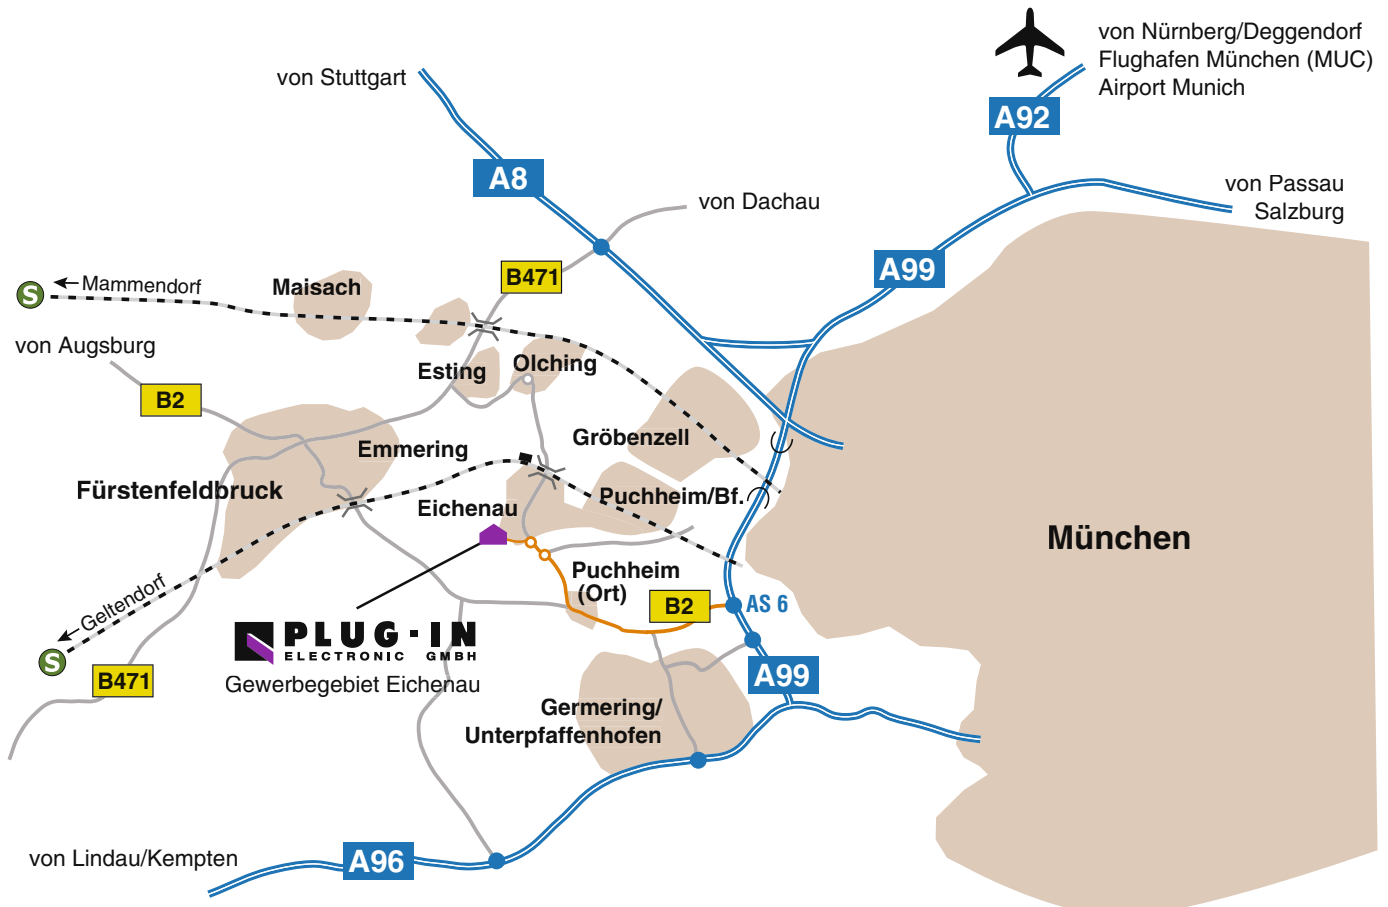 von Nürnberg/Deggendorf
Flughafen München (MUC)
Airport Munich
von Stuttgart
A92
A8
von Passau
Salzburg
von Dachau
A99
B471
S
Mammendorf
Maisach
von Augsburg
Esting
Olching
B2
Gröbenzell
Emmering
Fürstenfeldbruck
Puchheim/Bf.
Eichenau
München
Puchheim
(Ort)
B2
AS 6
Geltendorf
S
PLUG-IN
ELECTRONIC GMBH
Gewerbegebiet Eichenau
B471
A99
Germering/
Unterpfaffenhofen
von Lindau/Kempten
A96